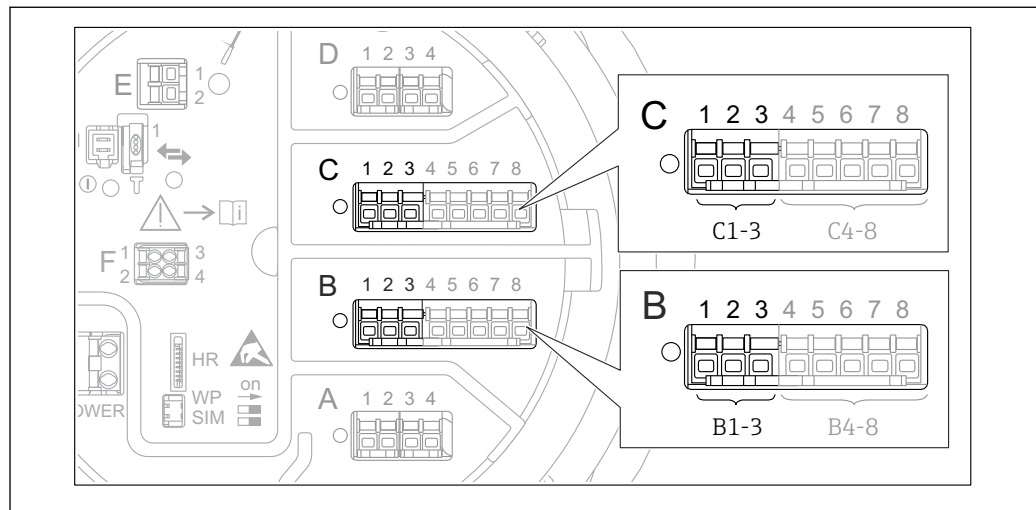 D 1 2 3 4
E 1
2
1
C 1 2 3 4 5 6 7 8
F 1 3
2 4
B 1 2 3 4 5 6 7 8
HR
WP on
SIM
OWER
A 1 2 3 4
C 1 2 3 4 5 6 7 8
C1-3 C4-8
B 1 2 3 4 5 6 7 8
B1-3 B4-8